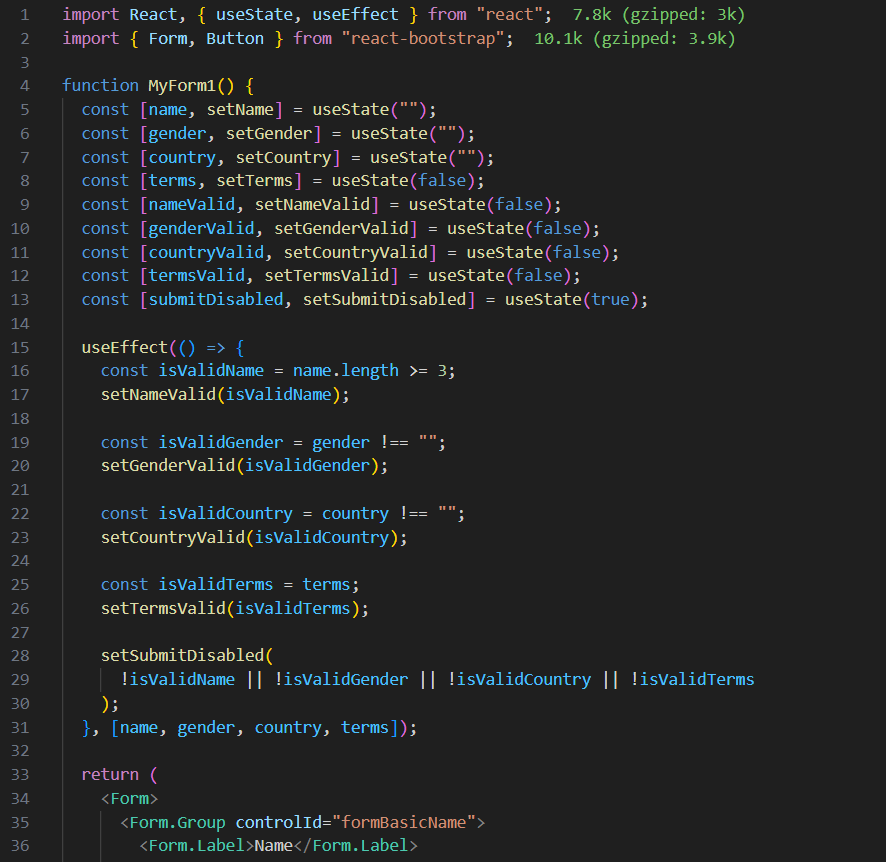 1 import React, { useState, useEffect } from "react"; 7.8k (gzipped: 3k)
2 import { Form, Button } from "react-bootstrap"; 10.1k (gzipped: 3.9k)
3
4 function MyForm1() {
5 const [name, setName] = useState("");
6 const [gender, setGender] = useState("");
7 const [country, setCountry] = useState("");
8 const [terms, setTerms] = useState(false);
9 const [nameValid, setNameValid] = useState(false);
10 const [genderValid, setGenderValid] = useState(false);
11 const [countryValid, setCountryValid] = useState(false);
12 const [termsValid, setTermsValid] = useState(false);
13 const [submitDisabled, setSubmitDisabled] = useState(true);
14
15 useEffect(() => {
16 const isValidName = name.length >= 3;
17 setNameValid(isValidName);
18
19 const isValidGender = gender !== "";
20 setGenderValid(isValidGender);
21
22 const isValidCountry = country !== "";
23 setCountryValid(isValidCountry);
24
25 const isValidTerms = terms;
26 setTermsValid(isValidTerms);
27
28 setSubmitDisabled(
29 !isValidName || !isValidGender || !isValidCountry || !isValidTerms
30 );
31 }, [name, gender, country, terms]);
32
33 return (
34 <Form>
35 <Form.Group controlId="formBasicName">
36 <Form.Label>Name</Form.Label>